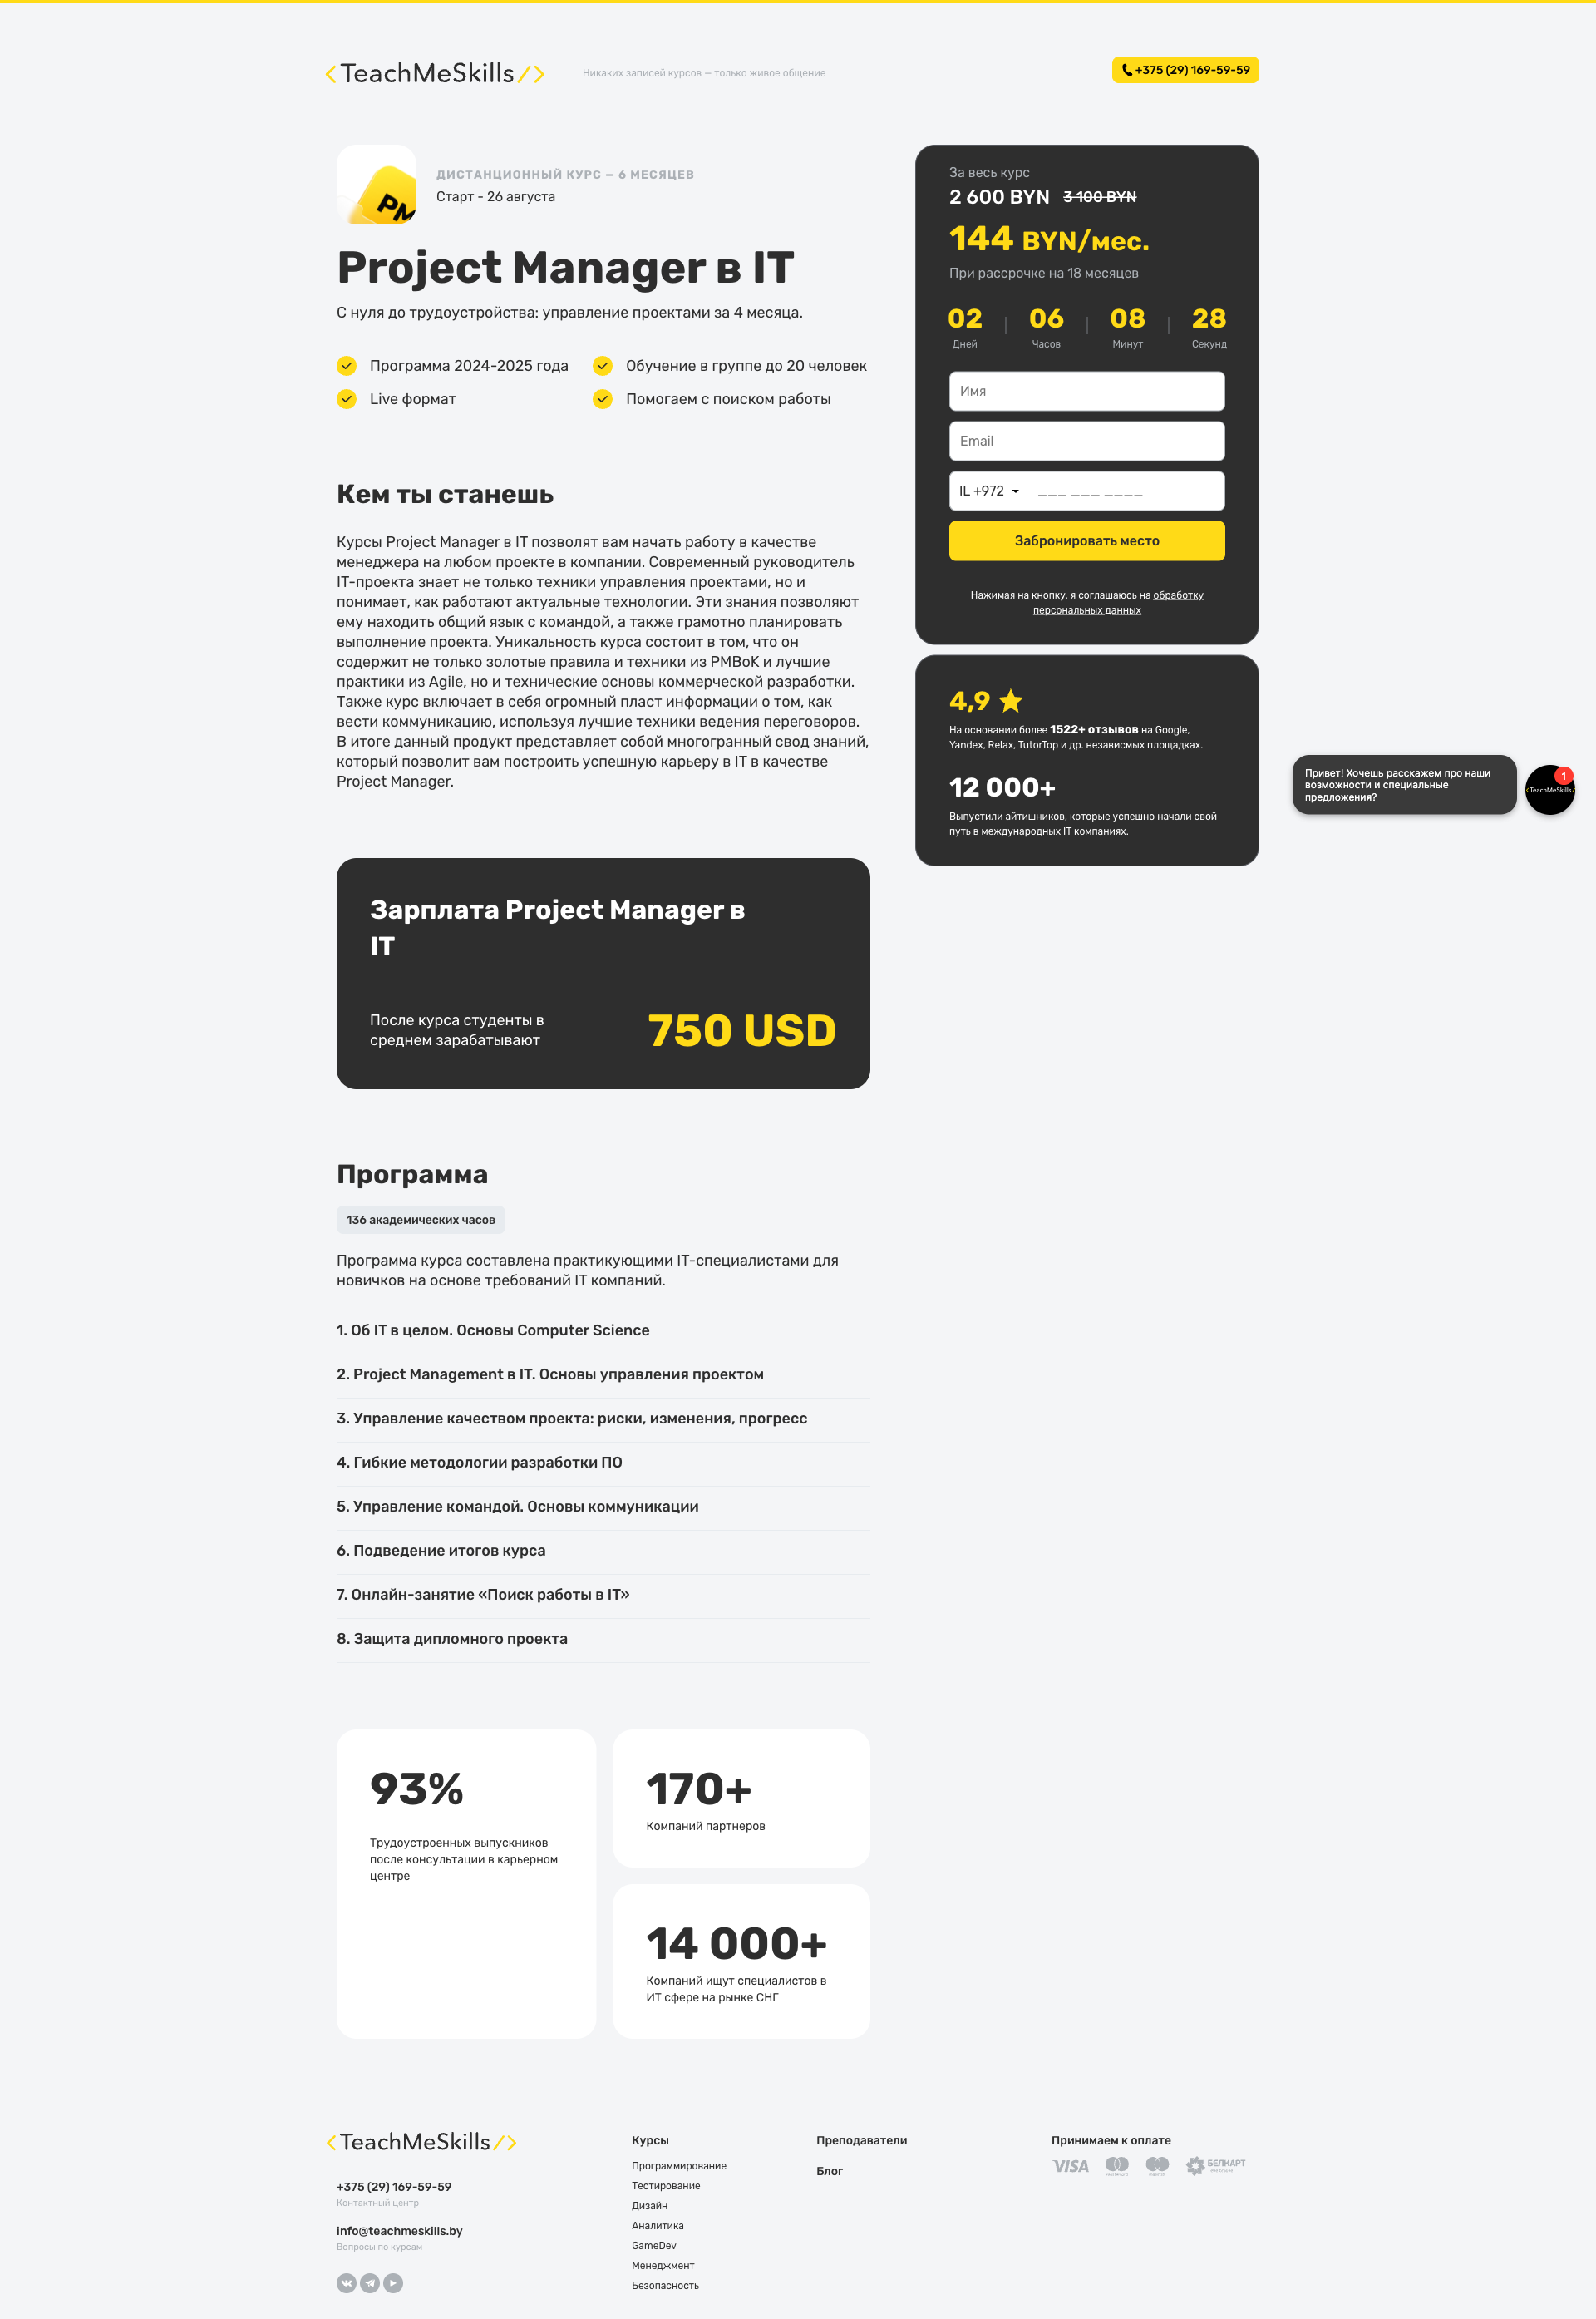 TeachMeSkills
Никаких записей курсов — только живое общение
+375 (29) 169-59-59
PM
ДИСТАНЦИОННЫЙ КУРС — 6 МЕСЯЦЕВ
Старт - 26 августа
Project Manager в IT
С нуля до трудоустройства: управление проектами за 4 месяца.
Программа 2024-2025 года
Обучение в группе до 20 человек
Live формат
Помогаем с поиском работы
Кем ты станешь
Курсы Project Manager в IT позволят вам начать работу в качестве
менеджера на любом проекте в компании. Современный руководитель
IT-проекта знает не только техники управления проектами, но и
понимает, как работают актуальные технологии. Эти знания позволяют
ему находить общий язык с командой, а также грамотно планировать
выполнение проекта. Уникальность курса состоит в том, что он
содержит не только золотые правила и техники из PMBoK и лучшие
практики из Agile, но и технические основы коммерческой разработки.
Также курс включает в себя огромный пласт информации о том, как
вести коммуникацию, используя лучшие техники ведения переговоров.
В итоге данный продукт представляет собой многогранный свод знаний,
который позволит вам построить успешную карьеру в IT в качестве
Project Manager.
За весь курс
2 600 BYN 3 100 BYN
144 BYN/мес.
При рассрочке на 18 месяцев
02 06 08 28
Дней Часов Минут Секунд
Имя
Email
IL +972 ___ ___ ____
Забронировать место
Нажимая на кнопку, я соглашаюсь на обработку
персональных данных
4,9
На основании более 1522+ отзывов на Google,
Yandex, Relax, TutorTop и др. независмых площадках.
12 000+
Выпустили айтишников, которые успешно начали свой
путь в международных IT компаниях.
Привет! Хочешь расскажем про наши
возможности и специальные
предложения?
1
TeachMeSkills
Зарплата Project Manager в
IT
После курса студенты в
среднем зарабатывают
750 USD
Программа
136 академических часов
Программа курса составлена практикующими IT-специалистами для
новичков на основе требований IT компаний.
1. Об IT в целом. Основы Computer Science
2. Project Management в IT. Основы управления проектом
3. Управление качеством проекта: риски, изменения, прогресс
4. Гибкие методологии разработки ПО
5. Управление командой. Основы коммуникации
6. Подведение итогов курса
7. Онлайн-занятие «Поиск работы в IT»
8. Защита дипломного проекта
93%
Трудоустроенных выпускников
после консультации в карьерном
центре
170+
Компаний партнеров
14 000+
Компаний ищут специалистов в
ИТ сфере на рынке СНГ
TeachMeSkills
+375 (29) 169-59-59
Контактный центр
info@teachmeskills.by
Вопросы по курсам
Курсы
Программирование
Тестирование
Дизайн
Аналитика
GameDev
Менеджмент
Безопасность
Преподаватели
Блог
Принимаем к оплате
VISA
БЕЛКАРТ